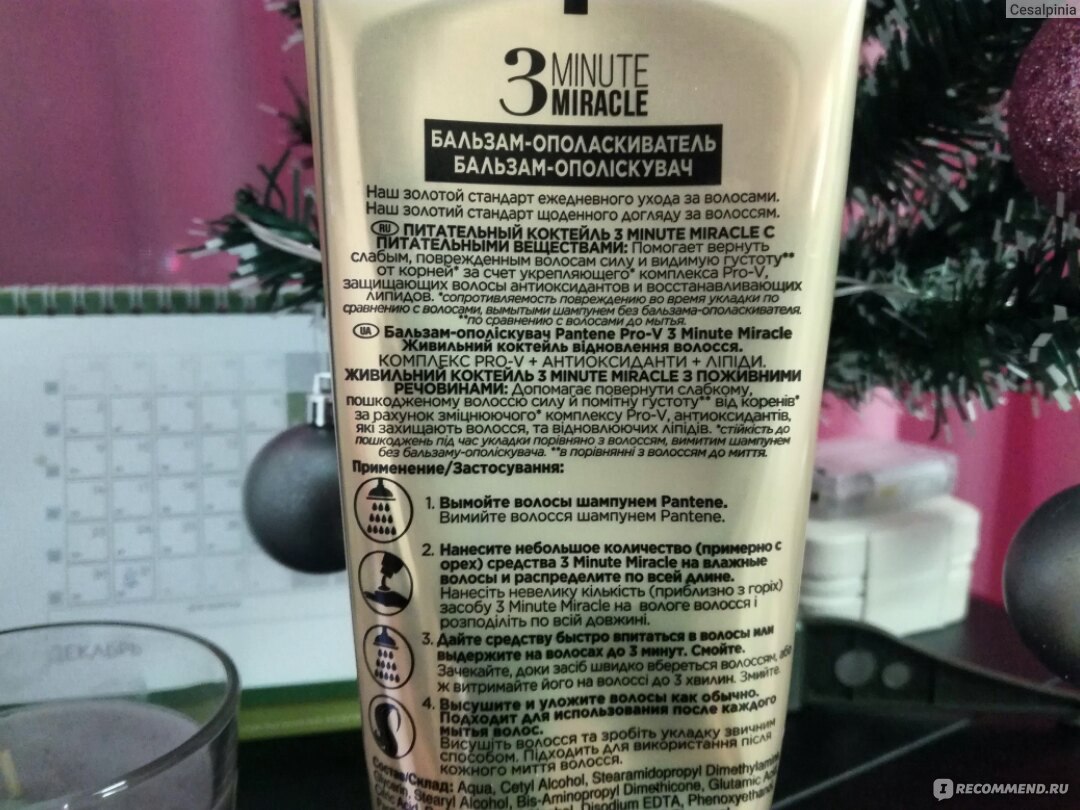 Cesalpinia
3 MINUTE
MIRACLE
БАЛЬЗАМ-ОПОЛАСКИВАТЕЛЬ
БАЛЬЗАМ-ОПОЛІСКУВАЧ
Наш золотой стандарт ежедневного ухода за волосами.
Наш золотий стандарт щоденного догляду за волоссям.
RU ПИТАТЕЛЬНЫЙ КОКТЕЙЛЬ 3 MINUTE MIRACLE С
ПИТАТЕЛЬНЫМИ ВЕЩЕСТВАМИ: Помогает вернуть
слабым, поврежденным волосам силу и видимую густоту**
от корней* за счет укрепляющего* комплекса Pro-V,
защищающих волосы антиоксидантов и восстанавливающих
липидов. *сопротивляемость повреждению во время укладки по
сравнению с волосами, вымытыми шампунем без бальзама-ополаскивателя.
**по сравнению с волосами до мытья.
UA Бальзам-ополіскувач Pantene Pro-V 3 Minute Miracle
Живильний коктейль відновлення волосся.
КОМПЛЕКС PRO-V + АНТИОКСИДАНТИ + ЛІПІДИ.
ЖИВИЛЬНИЙ КОКТЕЙЛЬ 3 MINUTE MIRACLE З ПОЖИВНИМИ
РЕЧОВИНАМИ: Допомагає повернути слабкому,
пошкодженому волоссю силу й помітну густоту** від коренів*
за рахунок зміцнюючого* комплексу Pro-V, антиоксидантів,
які захищають волосся, та відновлюючих ліпідів. *стійкість до
пошкоджень під час укладки порівняно з волоссям, вимитим шампунем
без бальзаму-ополіскувача. **в порівнянні з волоссям до миття.
Применение/Застосування:
1. Вымойте волосы шампунем Pantene.
Вимийте волосся шампунем Pantene.
2. Нанесите небольшое количество (примерно с
орех) средства 3 Minute Miracle на влажные
волосы и распределите по всей длине.
Нанесіть невелику кількість (приблизно з горіх)
засобу 3 Minute Miracle на вологе волосся і
розподіліть по всій довжині.
3. Дайте средству быстро впитаться в волосы или
выдержите на волосах до 3 минут. Смойте.
Зачекайте, доки засіб швидко вбереться волоссям, або
ж витримайте його на волоссі до 3 хвилин. Змийте.
4. Высушите и уложите волосы как обычно.
Подходит для использования после каждого
мытья волос.
Висушіть волосся та зробіть укладку звичним
способом. Підходить для використання після
кожного миття волосся.
Состав/Склад: Aqua, Cetyl Alcohol, Stearamidopropyl Dimethylamine,
Glycerin, Stearyl Alcohol, Bis-Aminopropyl Dimethicone, Glutamic Acid,
Disodium EDTA, Phenoxyethanol
ДЕКАБРЬ
IRECOMMEND.RU